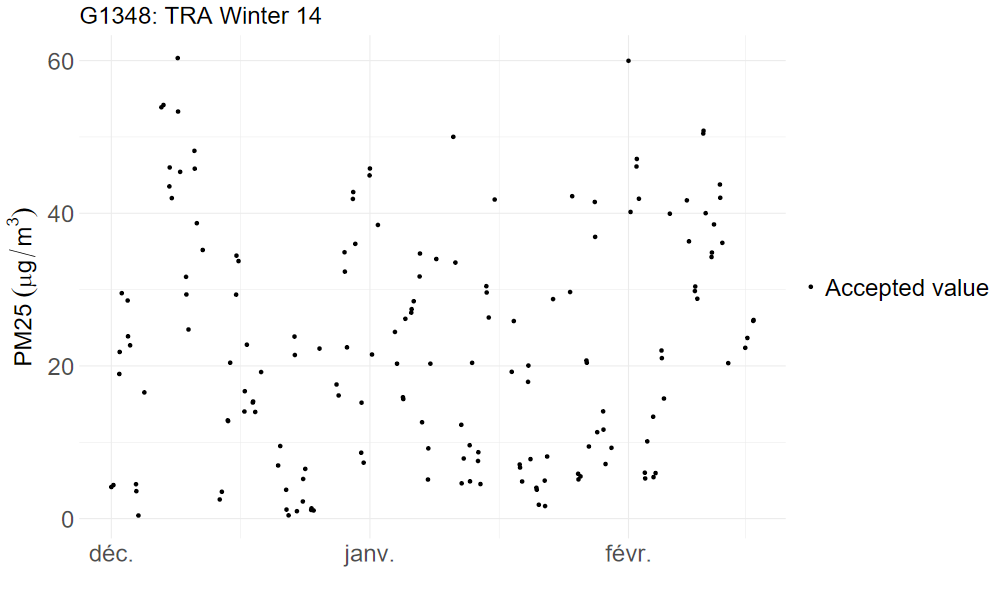 G1348: TRA Winter 14
PM25 (μg/m³)
60
40
20
0
déc.
janv.
févr.
Accepted value